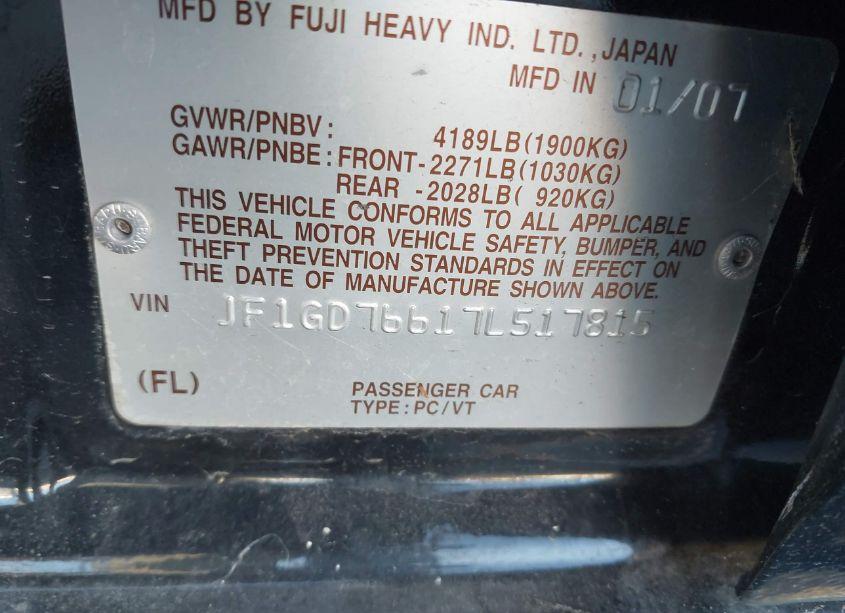 MFD BY FUJI HEAVY IND. LTD.,JAPAN
MFD IN 01/07
GVWR/PNBV: 4189LB(1900KG)
GAWR/PNBE:FRONT-2271LB(1030KG)
REAR -2028LB( 920KG)
THIS VEHICLE CONFORMS TO ALL APPLICABLE
FEDERAL MOTOR VEHICLE SAFETY, BUMPER, AND
THEFT PREVENTION STANDARDS IN EFFECT ON
THE DATE OF MANUFACTURE SHOWN ABOVE.
VIN JF1GD76617L517815
(FL) PASSENGER CAR
TYPE:PC/VT